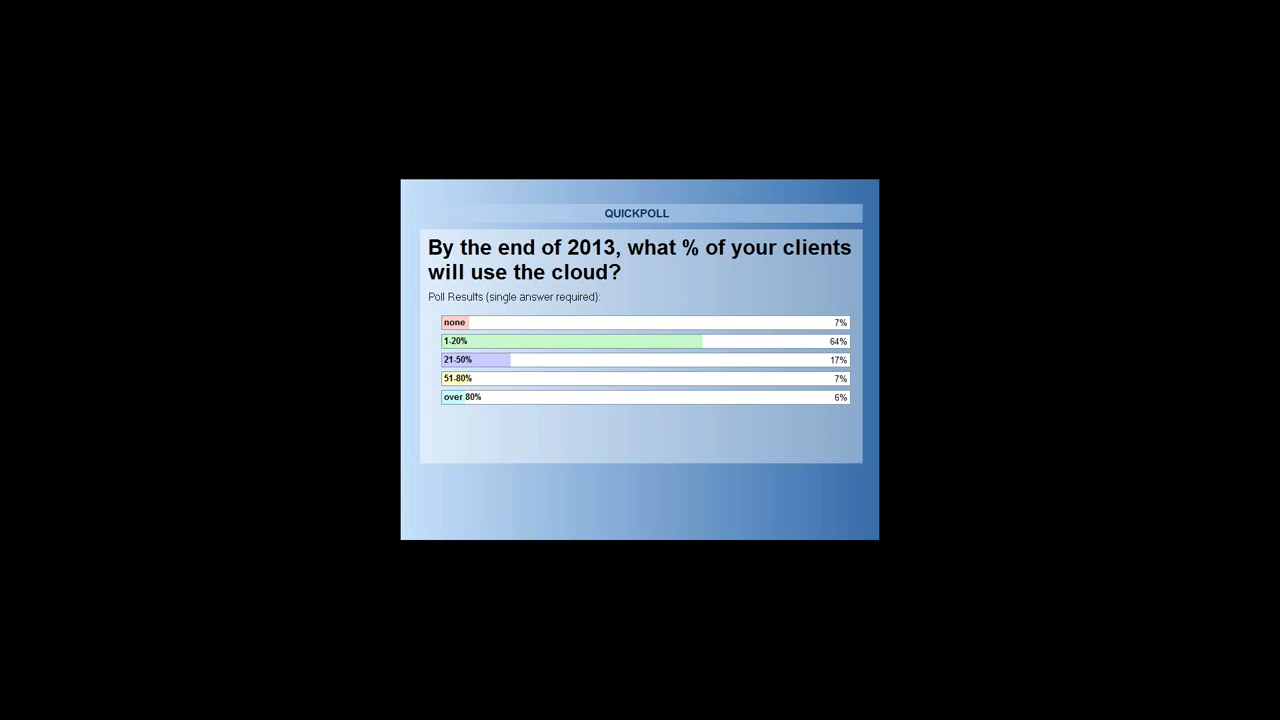 QUICKPOLL
By the end of 2013, what % of your clients
will use the cloud?
Poll Results (single answer required):
none 7%
1-20% 64%
21-50% 17%
51-80% 7%
over 80% 6%